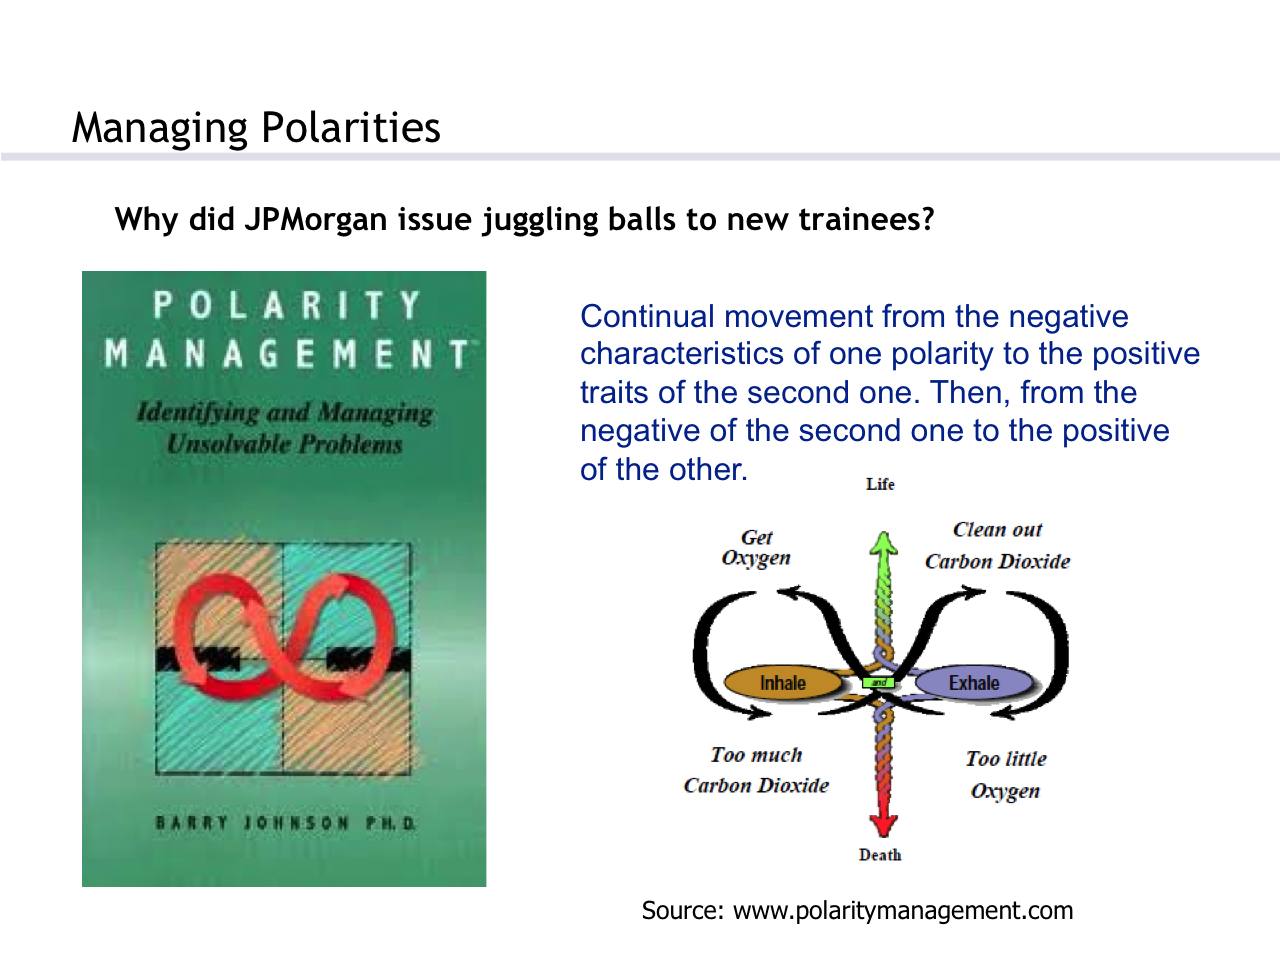 Managing Polarities
Why did JPMorgan issue juggling balls to new trainees?
POLARITY
MANAGEMENT™
Identifying and Managing
Unsolvable Problems
BARRY JOHNSON PH.D.
Continual movement from the negative
characteristics of one polarity to the positive
traits of the second one. Then, from the
negative of the second one to the positive
of the other.
Life
Get
Oxygen
Clean out
Carbon Dioxide
Inhale
and
Exhale
Too much
Carbon Dioxide
Too little
Oxygen
Death
Source: www.polaritymanagement.com